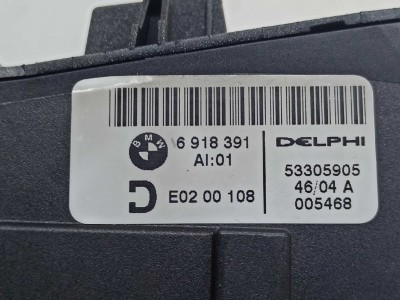 BMW 6 918 391
AI:01
D E02 00 108
DELPHI
53305905
46/04 A
005468